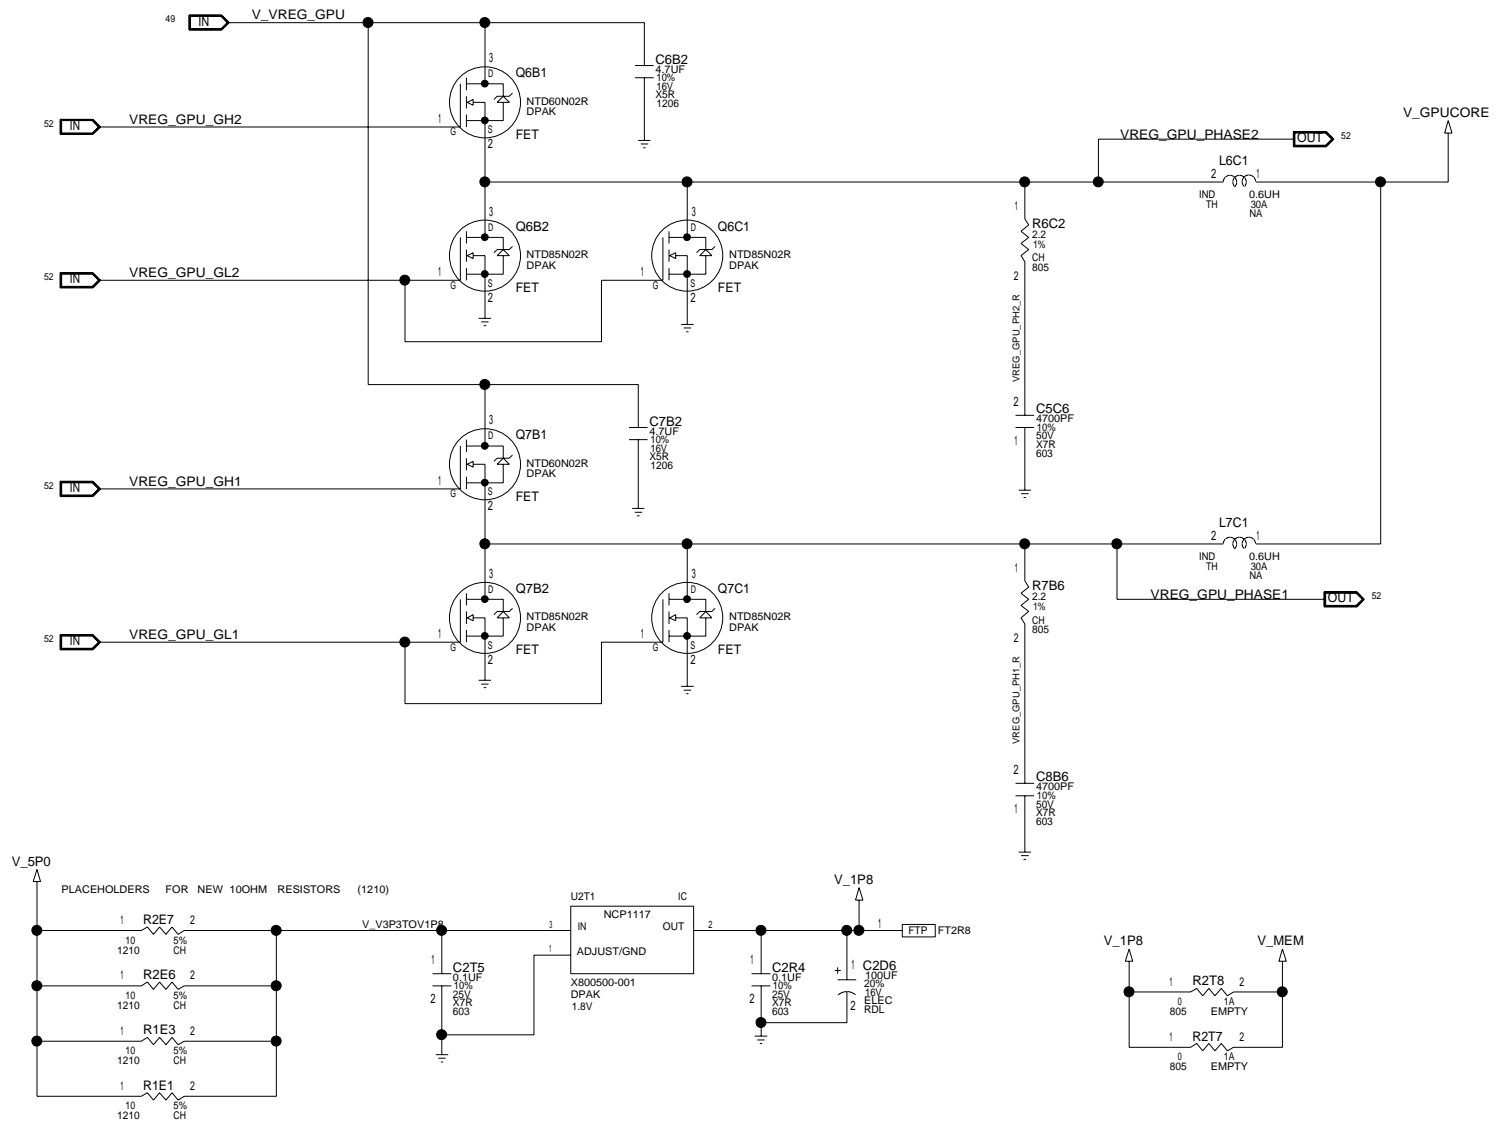 49 IN V_VREG_GPU
3
D
Q6B1
NTD60N02R
DPAK
FET
1
G
S
2
C6B2
4.7UF
10%
16V
X5R
1206
52 IN VREG_GPU_GH2
VREG_GPU_PHASE2 OUT 52
V_GPUCORE
L6C1
2 1
IND
TH
0.6UH
30A
NA
3
D
Q6B2
NTD85N02R
DPAK
FET
1
G
S
2
3
D
Q6C1
NTD85N02R
DPAK
FET
1
G
S
2
52 IN VREG_GPU_GL2
1
R6C2
2.2
1%
CH
805
2
VREG_GPU_PH2_R
2
C5C6
4700PF
10%
50V
X7R
603
1
3
D
Q7B1
NTD60N02R
DPAK
FET
1
G
S
2
C7B2
4.7UF
10%
16V
X5R
1206
52 IN VREG_GPU_GH1
L7C1
2 1
IND
TH
0.6UH
30A
NA
VREG_GPU_PHASE1 OUT 52
3
D
Q7B2
NTD85N02R
DPAK
FET
1
G
S
2
3
D
Q7C1
NTD85N02R
DPAK
FET
1
G
S
2
52 IN VREG_GPU_GL1
1
R7B6
2.2
1%
CH
805
2
VREG_GPU_PH1_R
2
C8B6
4700PF
10%
50V
X7R
603
1
V_5P0
PLACEHOLDERS FOR NEW 10OHM RESISTORS (1210)
1 R2E7 2
10 5%
1210 CH
1 R2E6 2
10 5%
1210 CH
1 R1E3 2
10 5%
1210 CH
1 R1E1 2
10 5%
1210 CH
V_V3P3TOV1P8
1
C2T5
0.1UF
10%
25V
X7R
603
2
U2T1 IC
NCP1117
3 IN OUT 2
1 ADJUST/GND
X800500-001
DPAK
1.8V
V_1P8
1 FTP FT2R8
1
C2R4
0.1UF
10%
25V
X7R
603
2
+ 1
C2D6
100UF
20%
16V
ELEC
RDL
2
V_1P8 V_MEM
1 R2T8 2
0 1A
805 EMPTY
1 R2T7 2
0 1A
805 EMPTY